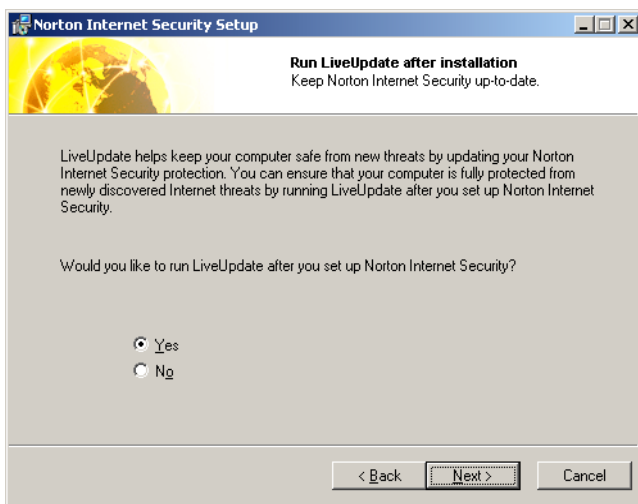 Norton Internet Security Setup
Run LiveUpdate after installation
Keep Norton Internet Security up-to-date.
LiveUpdate helps keep your computer safe from new threats by updating your Norton
Internet Security protection. You can ensure that your computer is fully protected from
newly discovered Internet threats by running LiveUpdate after you set up Norton Internet
Security.
Would you like to run LiveUpdate after you set up Norton Internet Security?
Yes
No
< Back
Next >
Cancel